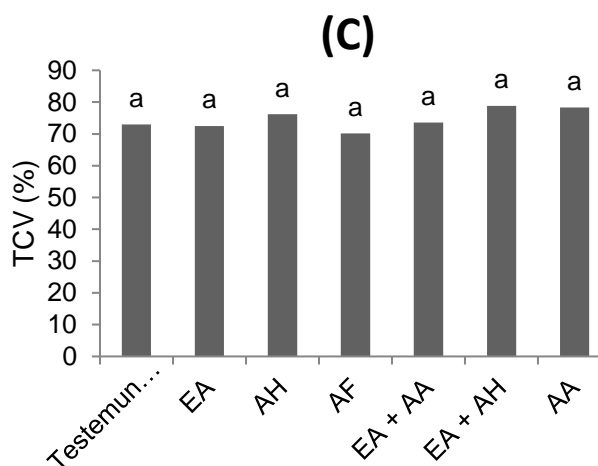 (C)
TCV (%)
90
80
70
60
50
40
30
20
10
0
a a a a a a a
Testemun…
EA
AH
AF
EA + AA
EA + AH
AA